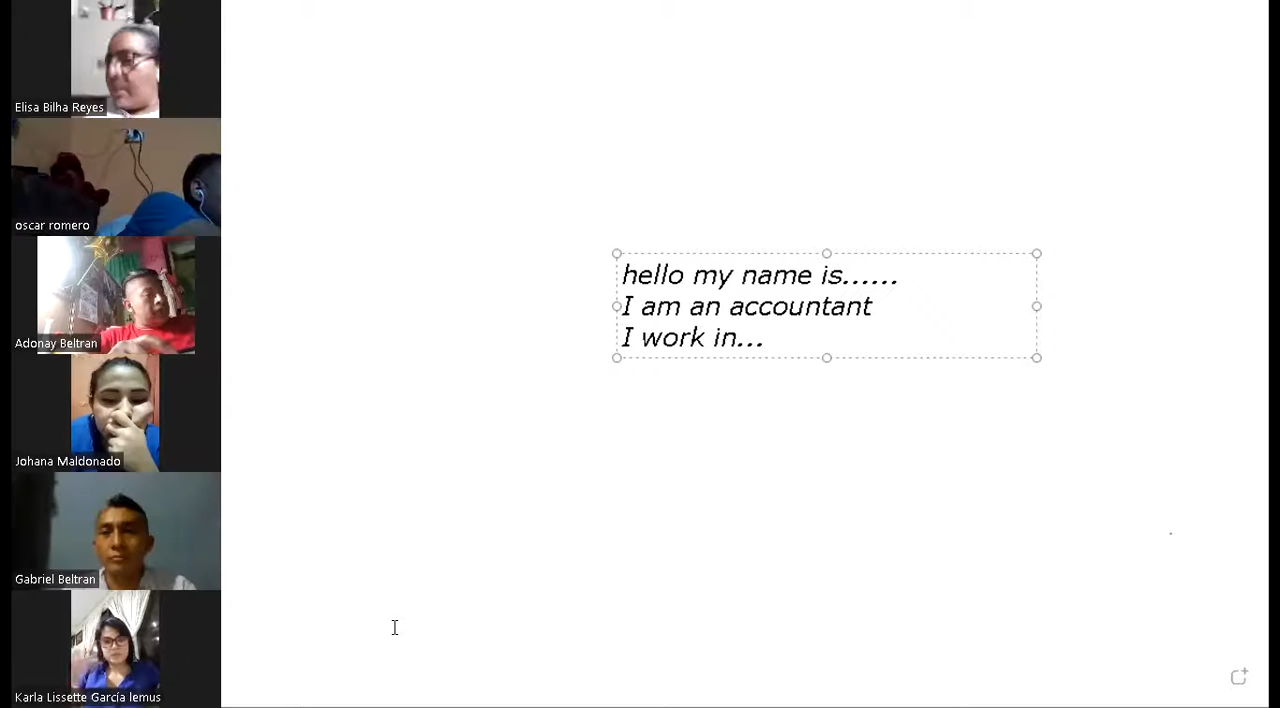 Elisa Bilha Reyes
oscar romero
Adonay Beltran
Johana Maldonado
Gabriel Beltran
Karla Lissette García lemus
hello my name is......
I am an accountant
I work in...